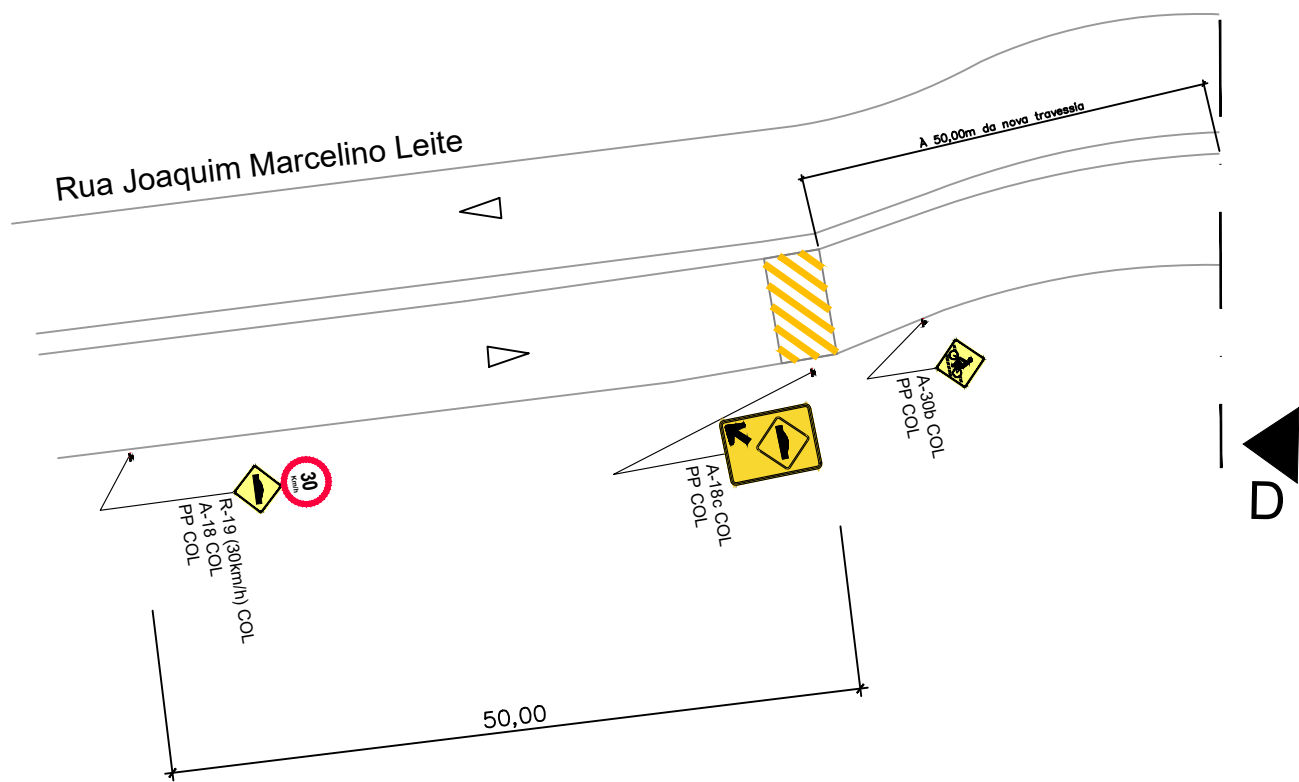 Rua Joaquim Marcelino Leite
À 50,00m da nova travessia
A-30b COL
PP COL
A-18c COL
PP COL
30
Km/h
R-19 (30km/h) COL
A-18 COL
PP COL
50,00
D